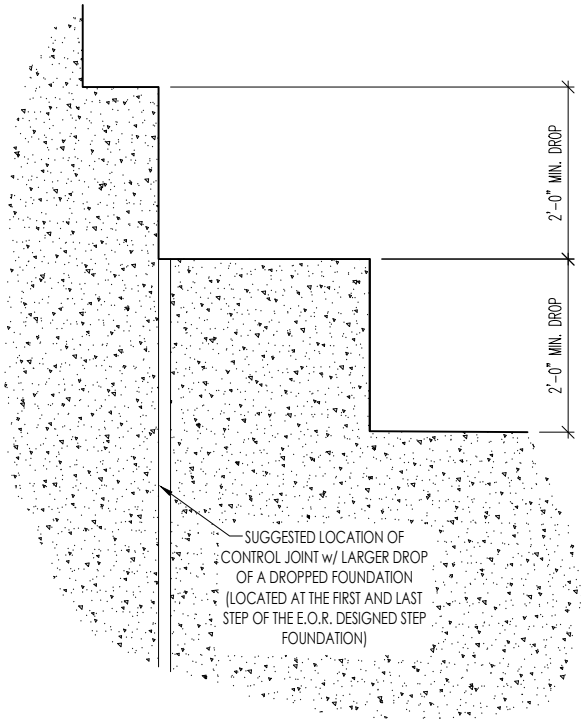 2'-0" MIN. DROP
2'-0" MIN. DROP
SUGGESTED LOCATION OF
CONTROL JOINT w/ LARGER DROP
OF A DROPPED FOUNDATION
(LOCATED AT THE FIRST AND LAST
STEP OF THE E.O.R. DESIGNED STEP
FOUNDATION)